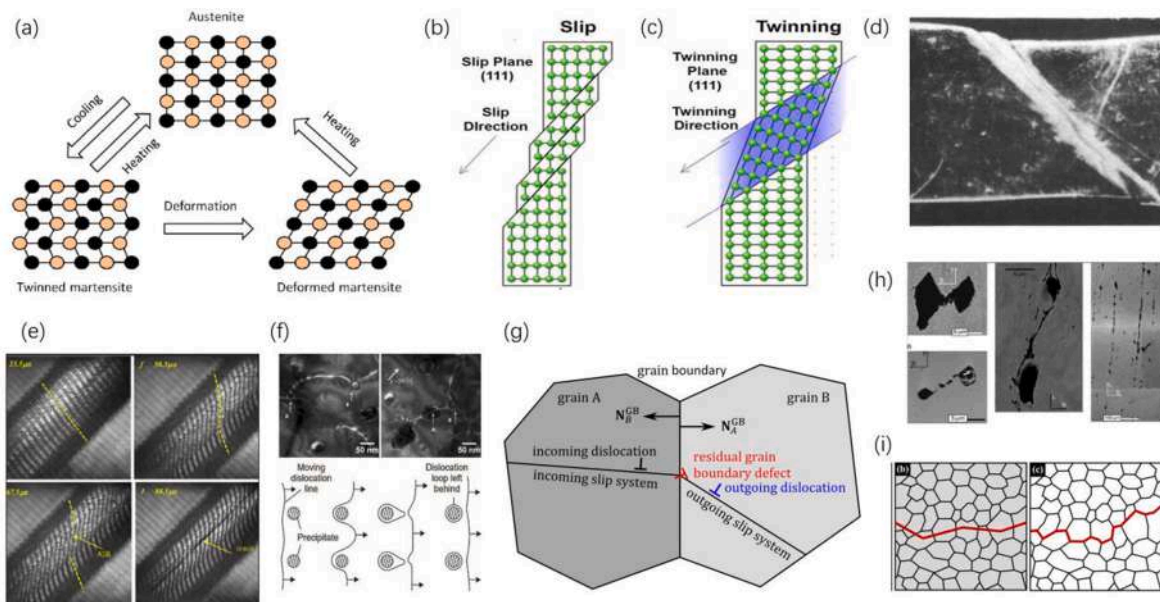 (a)
Austenite
Cooling
Heating
Heating
Deformation
Twinned martensite
Deformed martensite
(b)
Slip
Slip Plane
(111)
Slip
DIrection
(c)
Twinning
Twinning
Plane
(111)
Twinning
Direction
(d)
(e)
(f)
50 nm
50 nm
Moving
dislocation
line
Dislocation
loop left
behind
Precipitate
(g)
grain boundary
grain A
grain B
incoming dislocation
incoming slip system
residual grain
boundary defect
outgoing dislocation
outgoing slip system
(h)
(i)
(b)
(c)